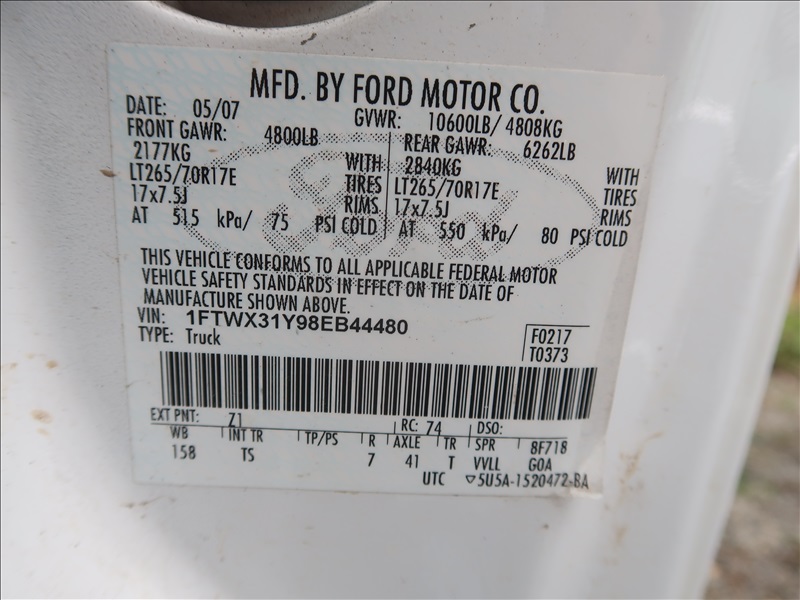 MFD. BY FORD MOTOR CO.
DATE: 05/07 GVWR: 10600LB/ 4808KG
FRONT GAWR: 4800LB REAR GAWR: 6262LB
2177KG WITH 2840KG WITH
LT265/70R17E TIRES LT265/70R17E TIRES
17x7.5J RIMS 17x7.5J RIMS
AT 515 kPa/ 75 PSI COLD AT 550 kPa/ 80 PSI COLD
THIS VEHICLE CONFORMS TO ALL APPLICABLE FEDERAL MOTOR
VEHICLE SAFETY STANDARDS IN EFFECT ON THE DATE OF
MANUFACTURE SHOWN ABOVE.
VIN: 1FTWX31Y98EB44480
TYPE: Truck F0217
T0373
EXT PNT: Z1 RC: 74 DSO:
WB INT TR TP/PS R AXLE TR SPR 8F718
158 TS 7 41 T VVLL GOA
UTC ▽5U5A-1520472-BA
Ford